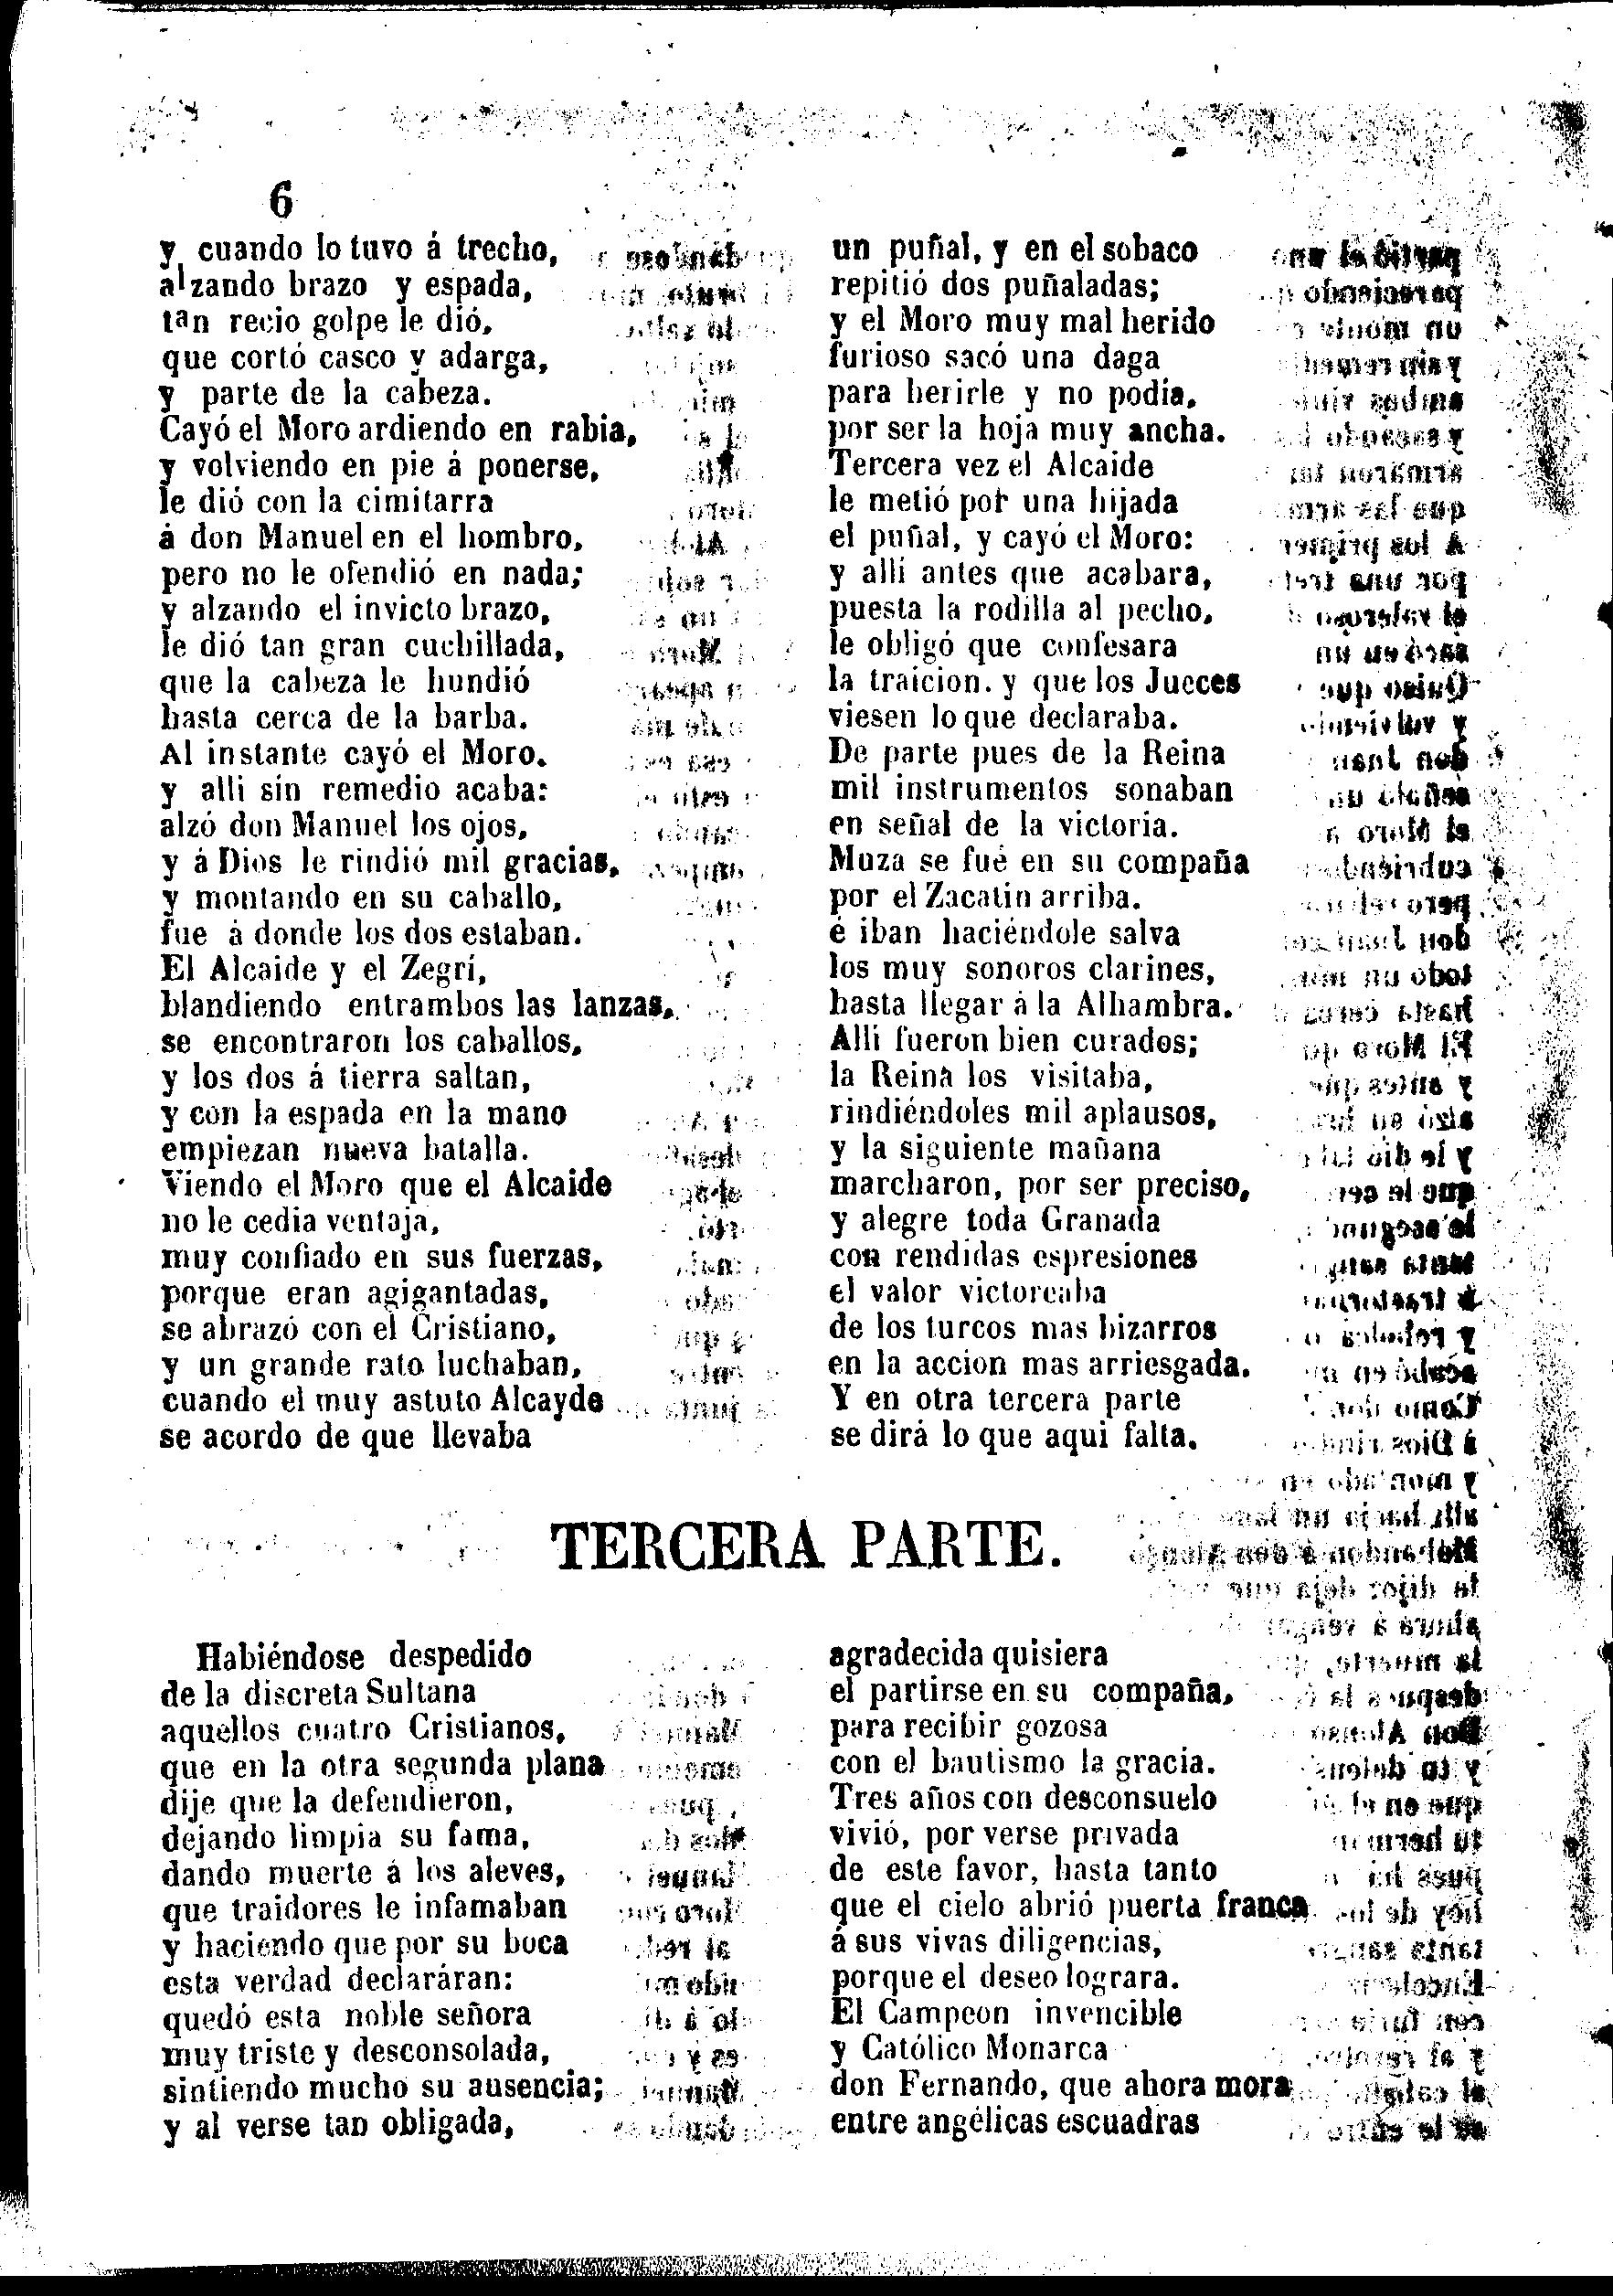 6
y cuando lo tuvo á trecho,
alzando brazo y espada,
tan recio golpe le dió,
que cortó casco y adarga,
y parte de la cabeza.
Cayó el Moro ardiendo en rabia,
y volviendo en pie á ponerse,
le dió con la cimitarra
á don Manuel en el hombro,
pero no le ofendió en nada;
y alzando el invicto brazo,
le dió tan gran cuchillada,
que la cabeza le hundió
hasta cerca de la barba.
Al instante cayó el Moro.
y alli sin remedio acaba:
alzó don Manuel los ojos,
y á Dios le rindió mil gracias,
y montando en su caballo,
fue á donde los dos estaban.
El Alcaide y el Zegrí,
blandiendo entrambos las lanzas,
se encontraron los caballos,
y los dos á tierra saltan,
y con la espada en la mano
empiezan nueva batalla.
Viendo el Moro que el Alcaide
no le cedia ventaja,
muy confiado en sus fuerzas,
porque eran agigantadas,
se abrazó con el Cristiano,
y un grande rato luchaban,
cuando el muy astuto Alcayde
se acordo de que llevaba
un puñal, y en el sobaco
repitió dos puñaladas;
y el Moro muy mal herido
furioso sacó una daga
para herirle y no podia,
por ser la hoja muy ancha.
Tercera vez el Alcaide
le metió por una hijada
el puñal, y cayó el Moro:
y alli antes que acabara,
puesta la rodilla al pecho,
le obligó que confesara
la traicion. y que los Jueces
viesen lo que declaraba.
De parte pues de la Reina
mil instrumentos sonaban
en señal de la victoria.
Muza se fué en su compaña
por el Zacatin arriba.
é iban haciéndole salva
los muy sonoros clarines,
hasta llegar á la Alhambra.
Alli fueron bien curados;
la Reina los visitaba,
rindiéndoles mil aplausos,
y la siguiente mañana
marcharon, por ser preciso,
y alegre toda Granada
con rendidas espresiones
el valor victoreaba
de los turcos mas bizarros
en la accion mas arriesgada.
Y en otra tercera parte
se dirá lo que aqui falta.
TERCERA PARTE.
Habiéndose despedido
de la discreta Sultana
aquellos cuatro Cristianos,
que en la otra segunda plana
dije que la defendieron,
dejando limpia su fama,
dando muerte á los aleves,
que traidores le infamaban
y haciendo que por su boca
esta verdad declaráran:
quedó esta noble señora
muy triste y desconsolada,
sintiendo mucho su ausencia;
y al verse tan obligada,
agradecida quisiera
el partirse en su compaña,
para recibir gozosa
con el bautismo la gracia.
Tres años con desconsuelo
vivió, por verse privada
de este favor, hasta tanto
que el cielo abrió puerta franca
á sus vivas diligencias,
porque el deseo lograra.
El Campeon invencible
y Católico Monarca
don Fernando, que ahora mora
entre angélicas escuadras